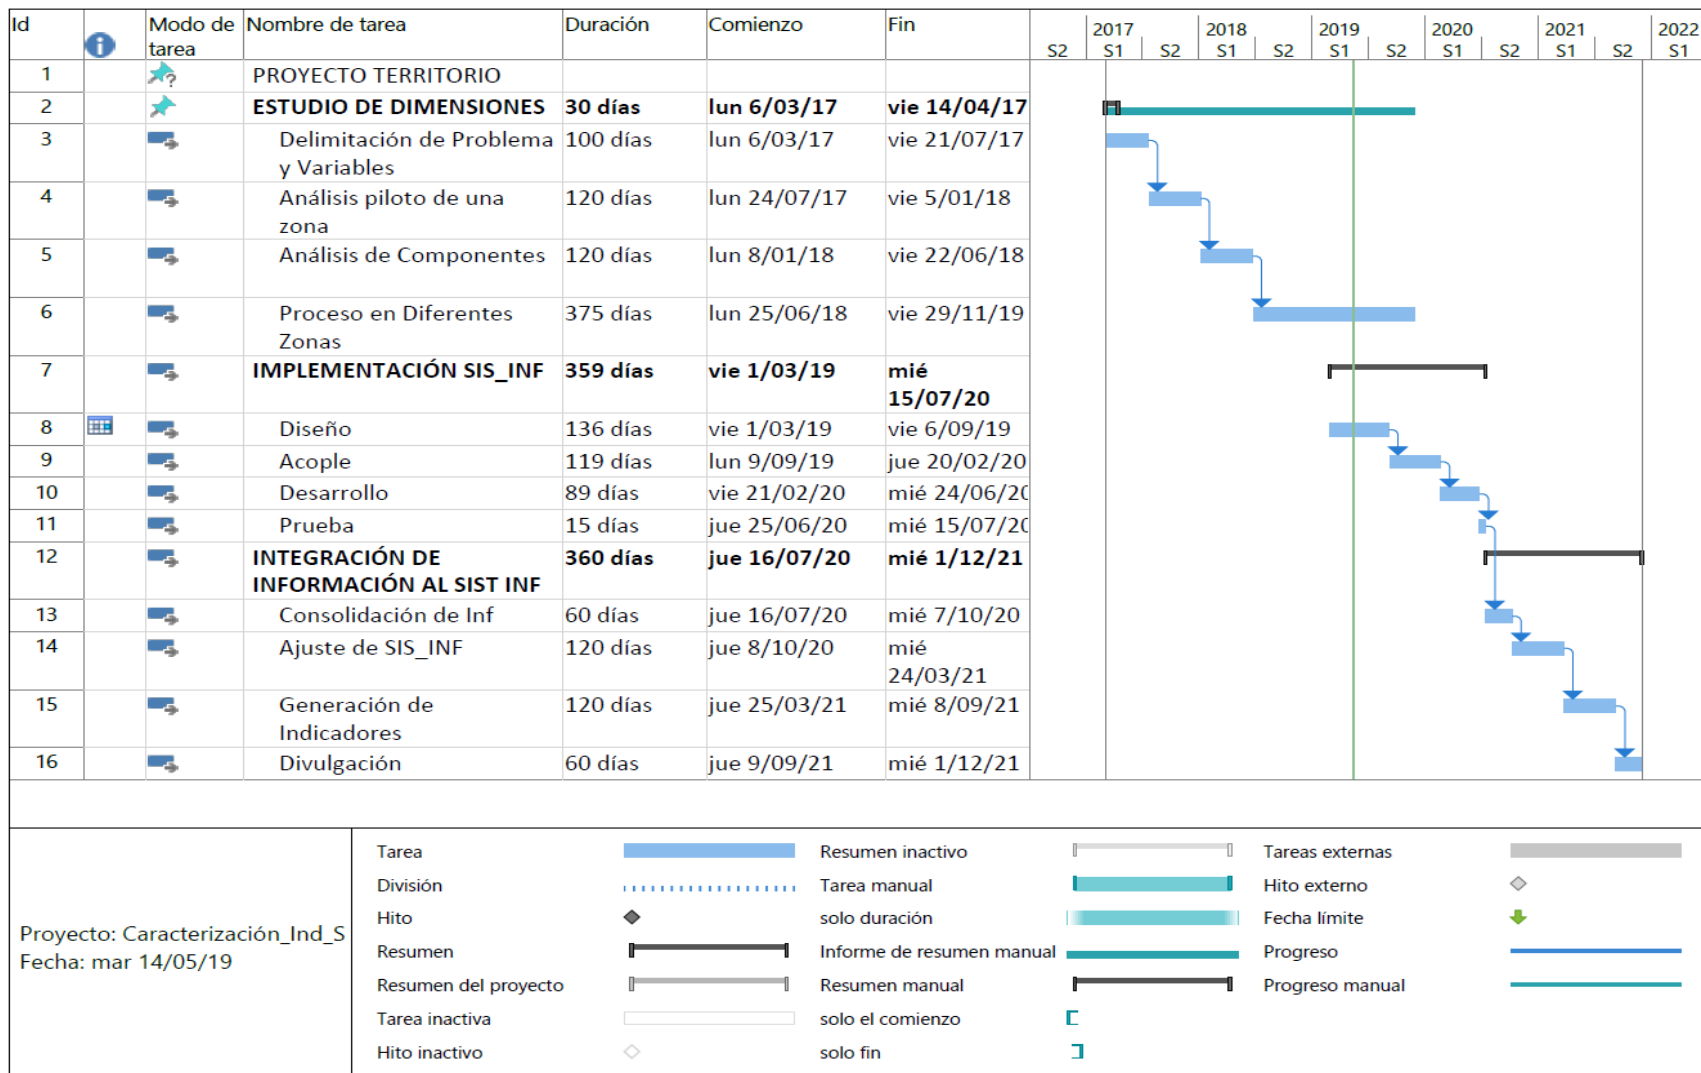 Id Modo de Nombre de tarea Duración Comienzo Fin 2017 2018 2019 2020 2021 2022
tarea S2 S1 S2 S1 S2 S1 S2 S1 S2 S1 S2 S1
1 PROYECTO TERRITORIO
2 ESTUDIO DE DIMENSIONES 30 días lun 6/03/17 vie 14/04/17
3 Delimitación de Problema 100 días lun 6/03/17 vie 21/07/17
y Variables
4 Análisis piloto de una 120 días lun 24/07/17 vie 5/01/18
zona
5 Análisis de Componentes 120 días lun 8/01/18 vie 22/06/18
6 Proceso en Diferentes 375 días lun 25/06/18 vie 29/11/19
Zonas
7 IMPLEMENTACIÓN SIS_INF 359 días vie 1/03/19 mié
15/07/20
8 Diseño 136 días vie 1/03/19 vie 6/09/19
9 Acople 119 días lun 9/09/19 jue 20/02/20
10 Desarrollo 89 días vie 21/02/20 mié 24/06/20
11 Prueba 15 días jue 25/06/20 mié 15/07/20
12 INTEGRACIÓN DE 360 días jue 16/07/20 mié 1/12/21
INFORMACIÓN AL SIST INF
13 Consolidación de Inf 60 días jue 16/07/20 mié 7/10/20
14 Ajuste de SIS_INF 120 días jue 8/10/20 mié
24/03/21
15 Generación de 120 días jue 25/03/21 mié 8/09/21
Indicadores
16 Divulgación 60 días jue 9/09/21 mié 1/12/21
Proyecto: Caracterización_Ind_S
Fecha: mar 14/05/19
Tarea Resumen inactivo Tareas externas
División Tarea manual Hito externo
Hito solo duración Fecha límite
Resumen Informe de resumen manual Progreso
Resumen del proyecto Resumen manual Progreso manual
Tarea inactiva solo el comienzo
Hito inactivo solo fin